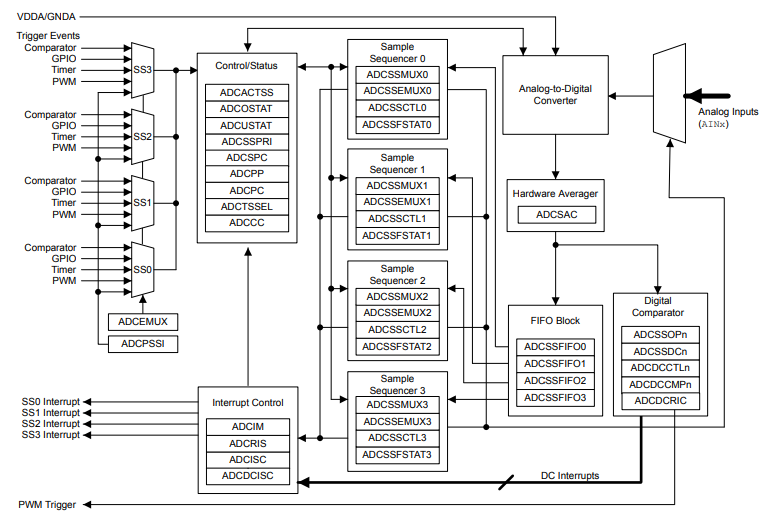 VDDA/GNDA
Trigger Events
Comparator
GPIO
Timer
PWM
SS3
Comparator
GPIO
Timer
PWM
SS2
Comparator
GPIO
Timer
PWM
SS1
Comparator
GPIO
Timer
PWM
SS0
ADCEMUX
ADCPSSI
Control/Status
ADCACTSS
ADCOSTAT
ADCUSTAT
ADCSSPRI
ADCSPC
ADCPP
ADCPC
ADCTSSEL
ADCCC
Sample
Sequencer 0
ADCSSMUX0
ADCSSEMUX0
ADCSSCTL0
ADCSSFSTAT0
Sample
Sequencer 1
ADCSSMUX1
ADCSSEMUX1
ADCSSCTL1
ADCSSFSTAT1
Sample
Sequencer 2
ADCSSMUX2
ADCSSEMUX2
ADCSSCTL2
ADCSSFSTAT2
Sample
Sequencer 3
ADCSSMUX3
ADCSSEMUX3
ADCSSCTL3
ADCSSFSTAT3
Analog-to-Digital
Converter
Analog Inputs
(AINx)
Hardware Averager
ADCSAC
FIFO Block
ADCSSFIFO0
ADCSSFIFO1
ADCSSFIFO2
ADCSSFIFO3
Digital
Comparator
ADCSSOPn
ADCSSDCn
ADCDCCTLn
ADCDCCMPn
ADCDCRIC
Interrupt Control
ADCIM
ADCRIS
ADCISC
ADCDCISC
SS0 Interrupt
SS1 Interrupt
SS2 Interrupt
SS3 Interrupt
DC Interrupts
PWM Trigger